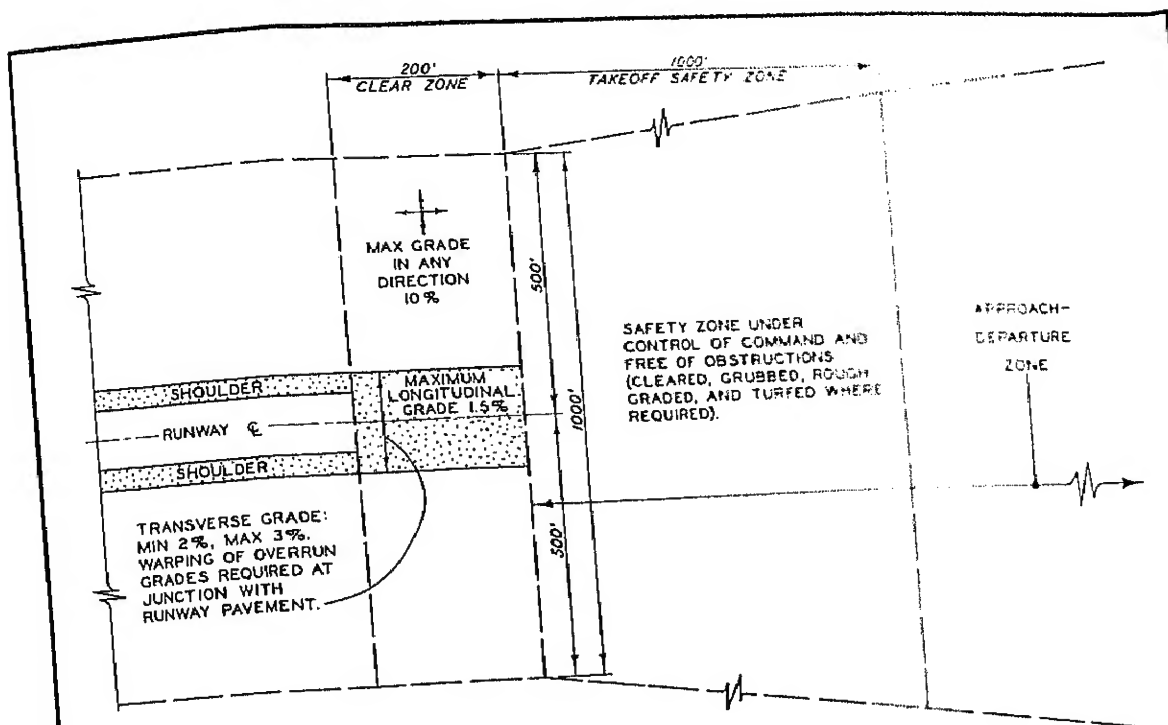 200'
CLEAR ZONE
1000'
TAKEOFF SAFETY ZONE
MAX GRADE
IN ANY
DIRECTION
10%
500'
1000'
500'
SAFETY ZONE UNDER
CONTROL OF COMMAND AND
FREE OF OBSTRUCTIONS
(CLEARED, GRUBBED, ROUGH
GRADED, AND TURFED WHERE
REQUIRED).
APPROACH-
DEPARTURE
ZONE
SHOULDER
MAXIMUM
LONGITUDINAL
GRADE 1.5%
RUNWAY ℄
SHOULDER
TRANSVERSE GRADE:
MIN 2%, MAX 3%.
WARPING OF OVERRUN
GRADES REQUIRED AT
JUNCTION WITH
RUNWAY PAVEMENT.